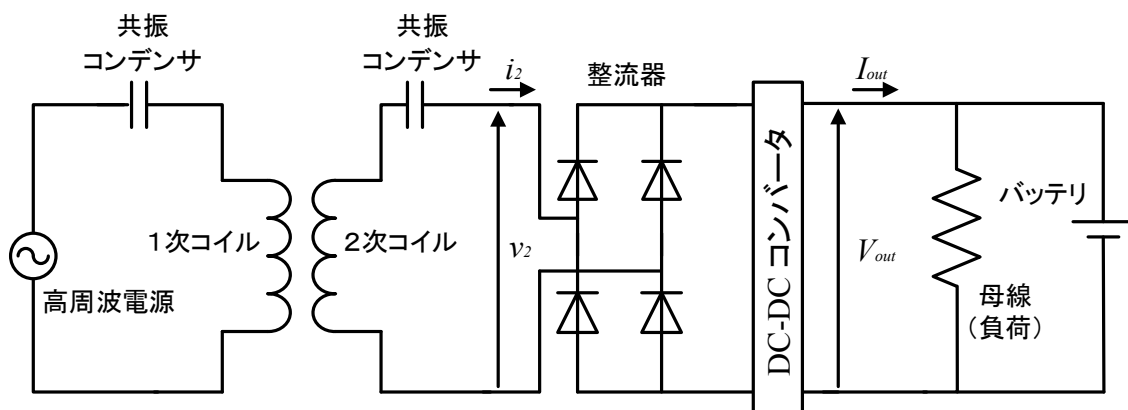 共振
コンデンサ
共振
コンデンサ
i2
整流器
Iout
1次コイル
2次コイル
v2
DC-DC コンバータ
Vout
バッテリ
高周波電源
母線
（負荷）